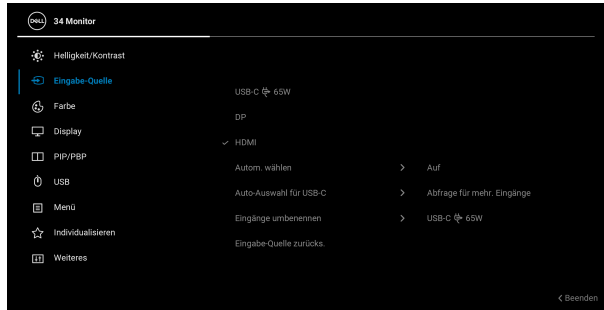 DELL 34 Monitor
Helligkeit/Kontrast
Eingabe-Quelle
USB-C 65W
Farbe
DP
Display
HDMI
PIP/PBP
Autom. wählen Auf
USB
Auto-Auswahl für USB-C Abfrage für mehr. Eingänge
Menü
Eingänge umbenennen USB-C 65W
Individualisieren
Eingabe-Quelle zurücks.
Weiteres
Beenden